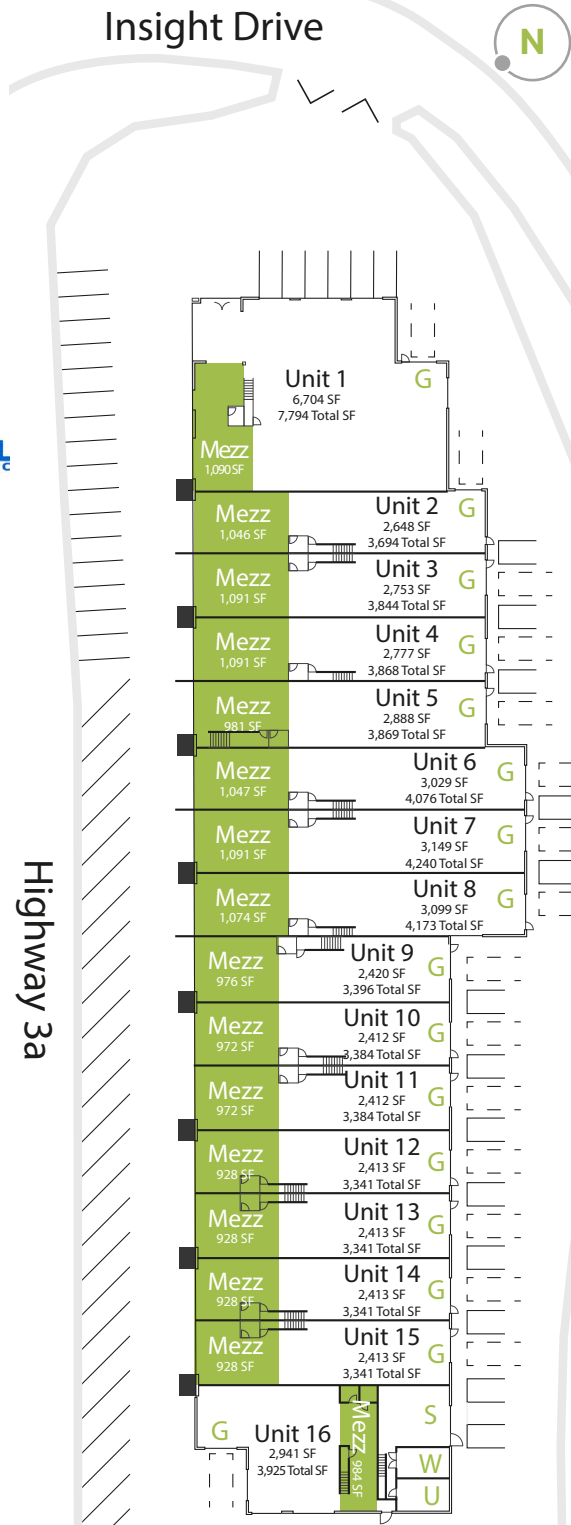 Insight Drive
N
Unit 1
6,704 SF
7,794 Total SF
G
Mezz
1,090 SF
Mezz
1,046 SF
Unit 2
2,648 SF
3,694 Total SF
G
Mezz
1,091 SF
Unit 3
2,753 SF
3,844 Total SF
G
Mezz
1,091 SF
Unit 4
2,777 SF
3,868 Total SF
G
Mezz
981 SF
Unit 5
2,888 SF
3,869 Total SF
G
Mezz
1,047 SF
Unit 6
3,029 SF
4,076 Total SF
G
Mezz
1,091 SF
Unit 7
3,149 SF
4,240 Total SF
G
Mezz
1,074 SF
Unit 8
3,099 SF
4,173 Total SF
G
Highway 3a
Mezz
976 SF
Unit 9
2,420 SF
3,396 Total SF
G
Mezz
972 SF
Unit 10
2,412 SF
3,384 Total SF
G
Mezz
972 SF
Unit 11
2,412 SF
3,384 Total SF
G
Mezz
928 SF
Unit 12
2,413 SF
3,341 Total SF
G
Mezz
928 SF
Unit 13
2,413 SF
3,341 Total SF
G
Mezz
928 SF
Unit 14
2,413 SF
3,341 Total SF
G
Mezz
928 SF
Unit 15
2,413 SF
3,341 Total SF
G
G
Unit 16
2,941 SF
3,925 Total SF
Mezz
984 SF
S
W
U